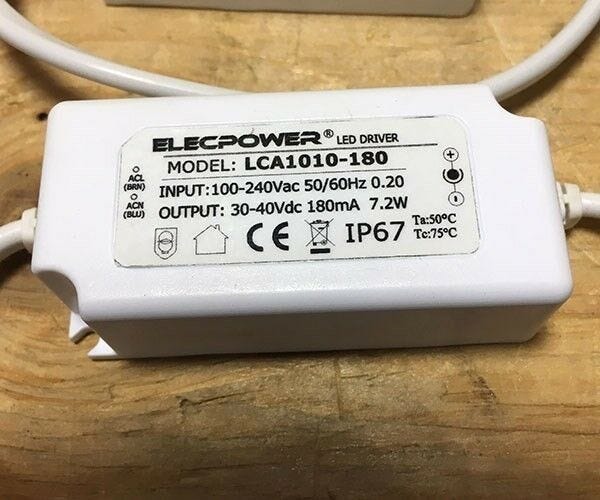 ELECPOWER® LED DRIVER
MODEL: LCA1010-180
ACL
(BRN)
ACN
(BLU)
INPUT:100-240Vac 50/60Hz 0.20
OUTPUT: 30-40Vdc 180mA 7.2W
CE IP67 Ta:50°C
Tc:75°C